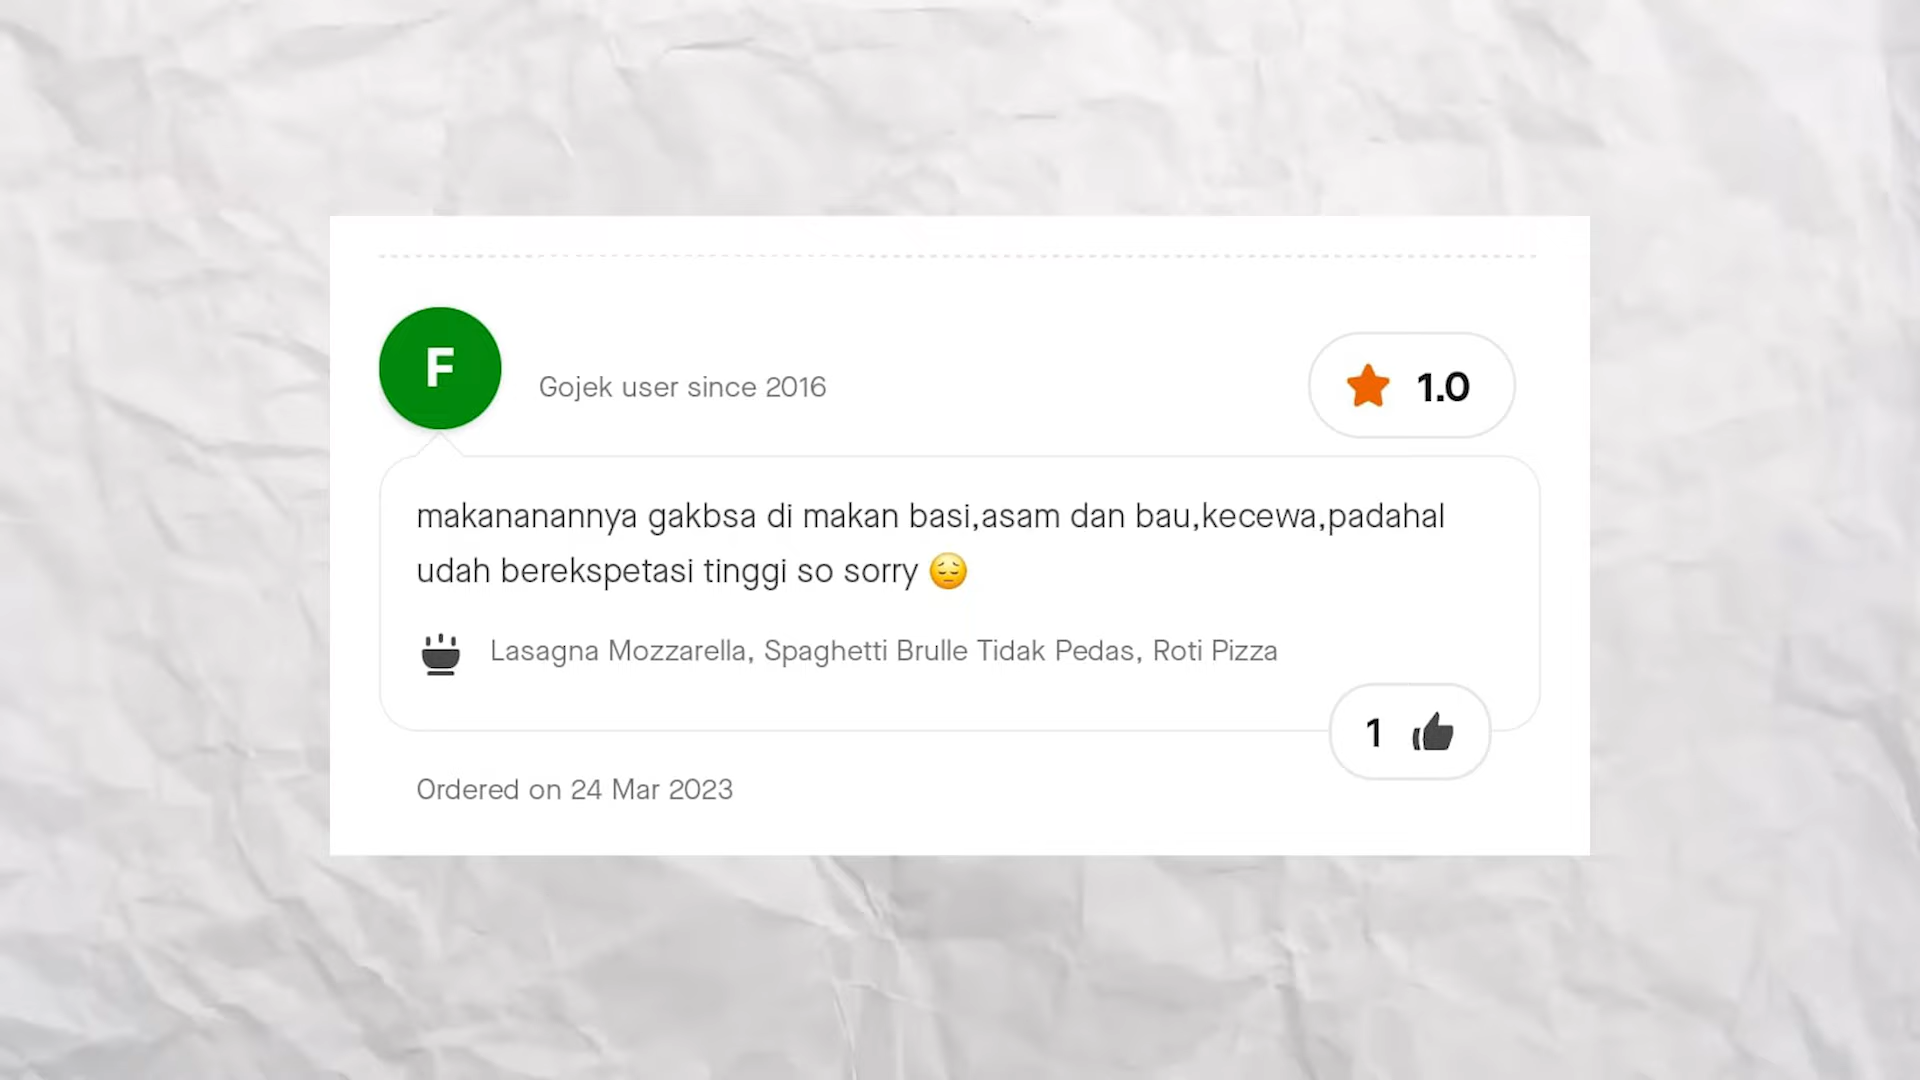 F
Gojek user since 2016
1.0
makananannya gakbsa di makan basi,asam dan bau,kecewa,padahal
udah berekspetasi tinggi so sorry 😔
Lasagna Mozzarella, Spaghetti Brulle Tidak Pedas, Roti Pizza
1
Ordered on 24 Mar 2023